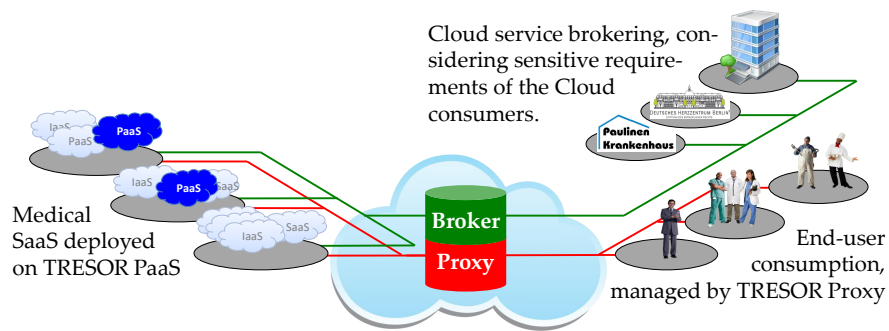 Cloud service brokering, con-
sidering sensitive require-
ments of the Cloud
consumers.
DEUTSCHES HERZZENTRUM BERLIN
Paulinen
Krankenhaus
IaaS
PaaS
PaaS
IaaS
PaaS
SaaS
IaaS
SaaS
Medical
SaaS deployed
on TRESOR PaaS
Broker
Proxy
End-user
consumption,
managed by TRESOR Proxy